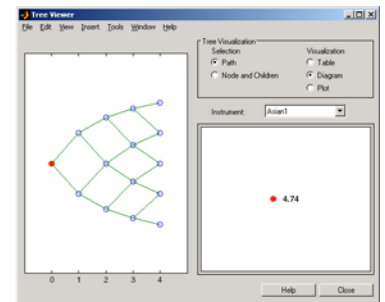 Tree Viewer
File Edit View Insert Tools Window Help
Tree Visualization
Selection
Path
Node and Children
Visualization
Table
Diagram
Plot
Instrument: Asian1
4.74
0 1 2 3 4
Help Close